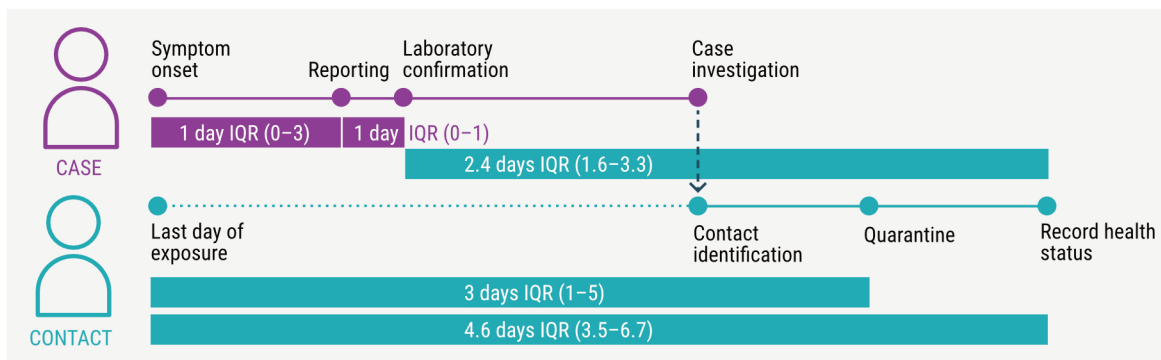 Symptom
onset
Reporting
Laboratory
confirmation
Case
investigation
1 day IQR (0–3)
1 day IQR (0–1)
CASE
2.4 days IQR (1.6–3.3)
Last day of
exposure
Contact
identification
Quarantine
Record health
status
3 days IQR (1–5)
CONTACT
4.6 days IQR (3.5–6.7)